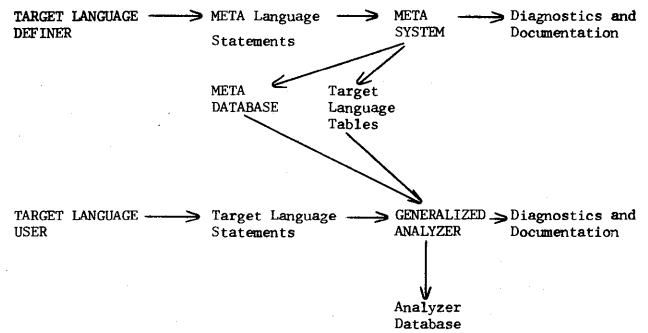 TARGET LANGUAGE
DEFINER
META Language
Statements
META
SYSTEM
Diagnostics and
Documentation
META
DATABASE
Target
Language
Tables
TARGET LANGUAGE
USER
Target Language
Statements
GENERALIZED
ANALYZER
Diagnostics and
Documentation
Analyzer
Database